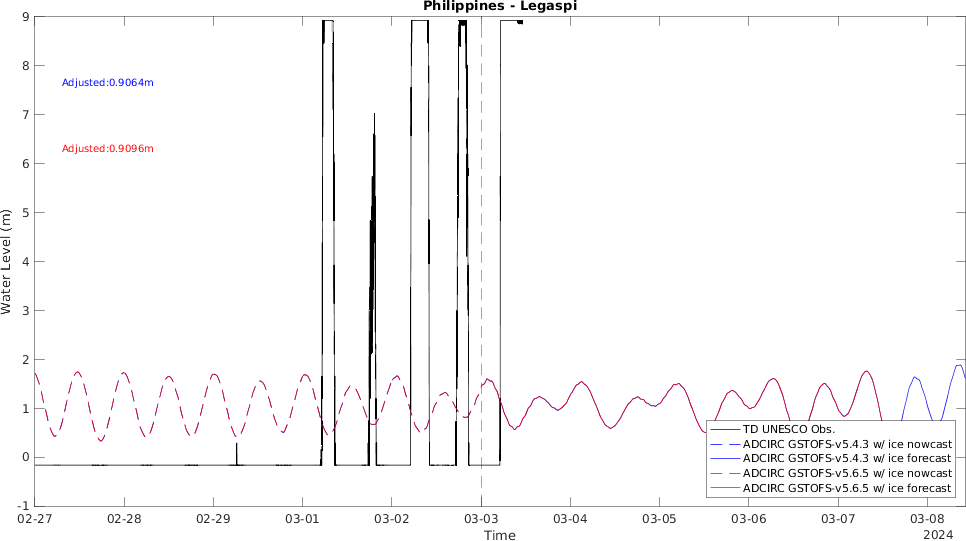 Philippines - Legaspi
9
8
7
6
5
4
3
2
1
0
-1
Water Level (m)
Adjusted:0.9064m
Adjusted:0.9096m
TD UNESCO Obs.
ADCIRC GSTOFS-v5.4.3 w/ ice nowcast
ADCIRC GSTOFS-v5.4.3 w/ ice forecast
ADCIRC GSTOFS-v5.6.5 w/ ice nowcast
ADCIRC GSTOFS-v5.6.5 w/ ice forecast
02-27 02-28 02-29 03-01 03-02 03-03 03-04 03-05 03-06 03-07 03-08
Time
2024